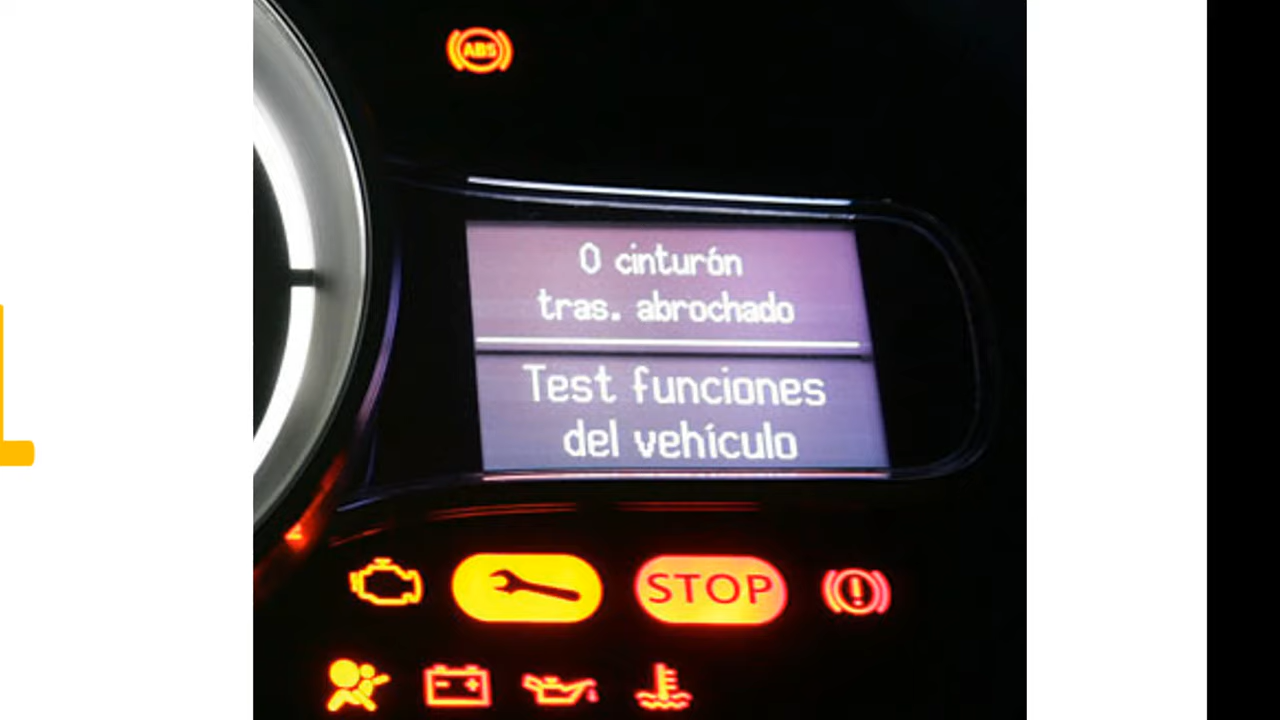 ABS
0 cinturón
tras. abrochado
Test funciones
del vehículo
STOP